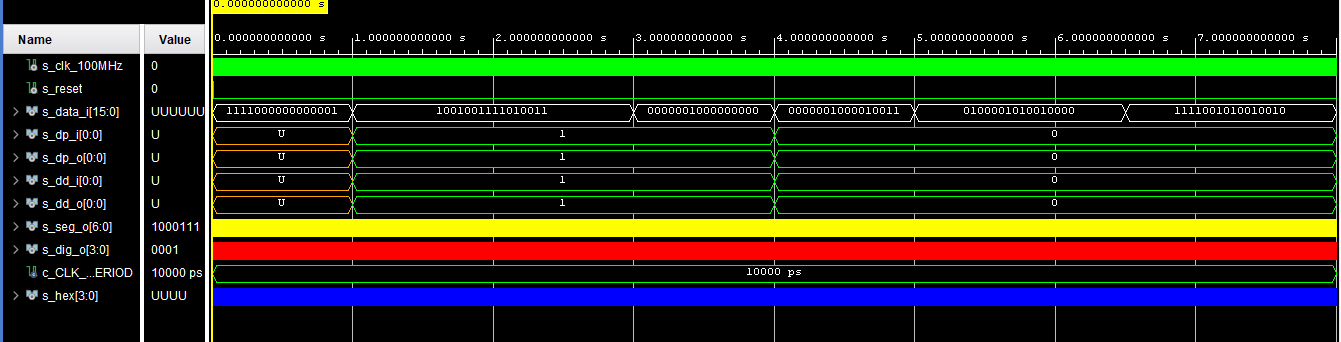 0.000000000000 s
Name Value
0.000000000000 s 1.000000000000 s 2.000000000000 s 3.000000000000 s 4.000000000000 s 5.000000000000 s 6.000000000000 s 7.000000000000 s
s_clk_100MHz 0
s_reset 0
s_data_i[15:0] UUUUUU 1111000000000001 1001001111010011 0000001000000000 0000001000010011 0100001010010000 1111001010010010
s_dp_i[0:0] U U 1 0
s_dp_o[0:0] U U 1 0
s_dd_i[0:0] U U 1 0
s_dd_o[0:0] U U 1 0
s_seg_o[6:0] 1000111
s_dig_o[3:0] 0001
c_CLK_...ERIOD 10000 ps 10000 ps
s_hex[3:0] UUUU